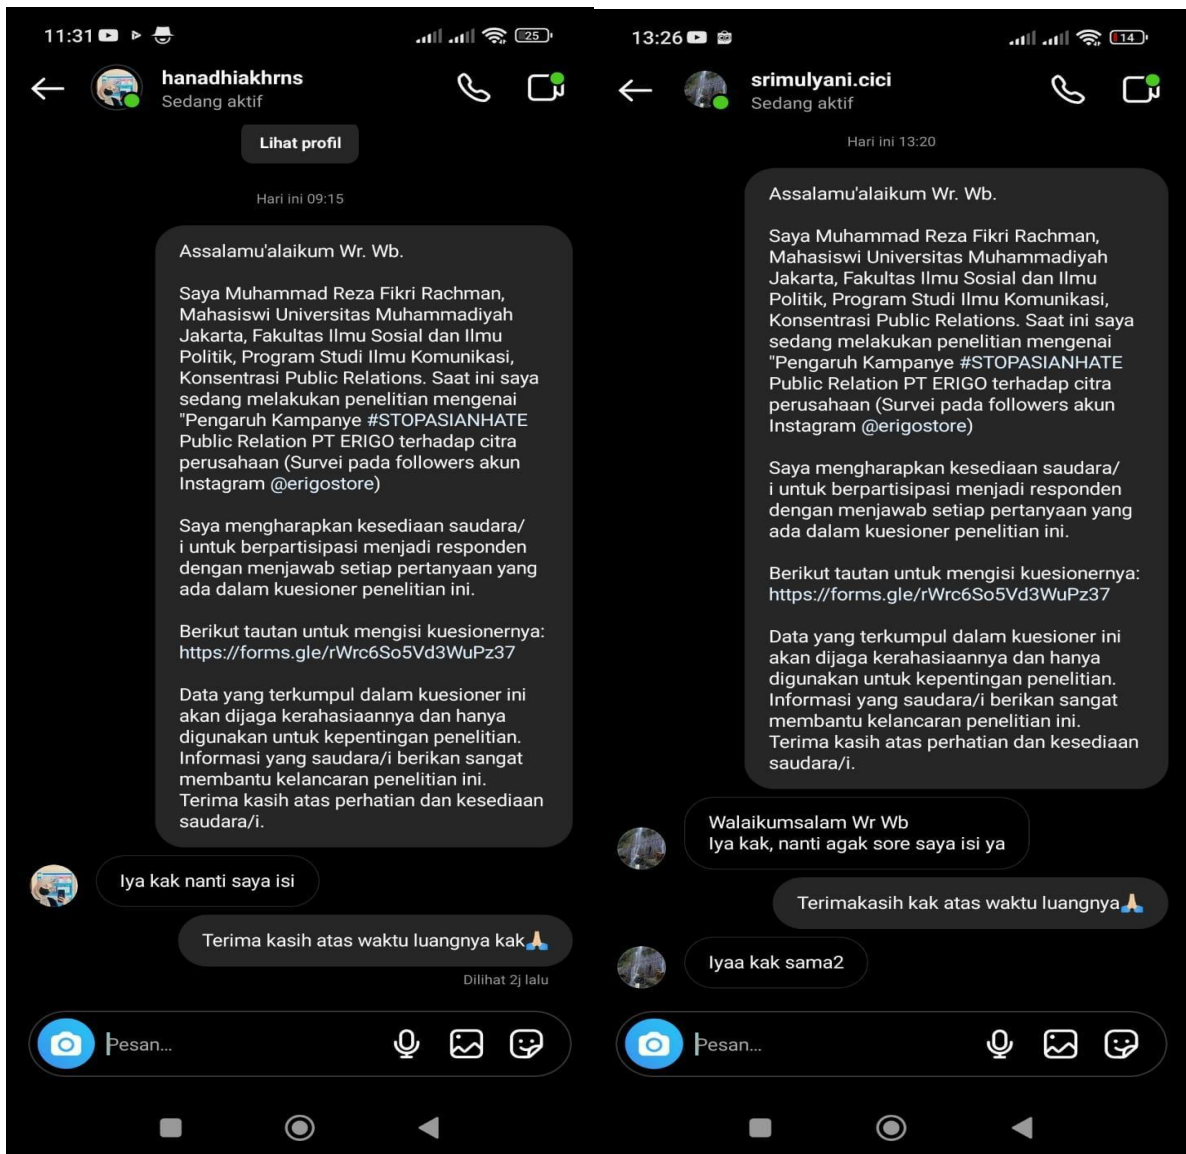 11:31
25
hanadhiakhrns
Sedang aktif
Lihat profil
Hari ini 09:15
Assalamu'alaikum Wr. Wb.
Saya Muhammad Reza Fikri Rachman,
Mahasiswi Universitas Muhammadiyah
Jakarta, Fakultas Ilmu Sosial dan Ilmu
Politik, Program Studi Ilmu Komunikasi,
Konsentrasi Public Relations. Saat ini saya
sedang melakukan penelitian mengenai
"Pengaruh Kampanye #STOPASIANHATE
Public Relation PT ERIGO terhadap citra
perusahaan (Survei pada followers akun
Instagram @erigostore)
Saya mengharapkan kesediaan saudara/
i untuk berpartisipasi menjadi responden
dengan menjawab setiap pertanyaan yang
ada dalam kuesioner penelitian ini.
Berikut tautan untuk mengisi kuesionernya:
https://forms.gle/rWrc6So5Vd3WuPz37
Data yang terkumpul dalam kuesioner ini
akan dijaga kerahasiaannya dan hanya
digunakan untuk kepentingan penelitian.
Informasi yang saudara/i berikan sangat
membantu kelancaran penelitian ini.
Terima kasih atas perhatian dan kesediaan
saudara/i.
Iya kak nanti saya isi
Terima kasih atas waktu luangnya kak🙏🏼
Dilihat 2j lalu
Pesan...
13:26
14
srimulyani.cici
Sedang aktif
Hari ini 13:20
Assalamu'alaikum Wr. Wb.
Saya Muhammad Reza Fikri Rachman,
Mahasiswi Universitas Muhammadiyah
Jakarta, Fakultas Ilmu Sosial dan Ilmu
Politik, Program Studi Ilmu Komunikasi,
Konsentrasi Public Relations. Saat ini saya
sedang melakukan penelitian mengenai
"Pengaruh Kampanye #STOPASIANHATE
Public Relation PT ERIGO terhadap citra
perusahaan (Survei pada followers akun
Instagram @erigostore)
Saya mengharapkan kesediaan saudara/
i untuk berpartisipasi menjadi responden
dengan menjawab setiap pertanyaan yang
ada dalam kuesioner penelitian ini.
Berikut tautan untuk mengisi kuesionernya:
https://forms.gle/rWrc6So5Vd3WuPz37
Data yang terkumpul dalam kuesioner ini
akan dijaga kerahasiaannya dan hanya
digunakan untuk kepentingan penelitian.
Informasi yang saudara/i berikan sangat
membantu kelancaran penelitian ini.
Terima kasih atas perhatian dan kesediaan
saudara/i.
Walaikumsalam Wr Wb
Iya kak, nanti agak sore saya isi ya
Terimakasih kak atas waktu luangnya🙏🏼
Iyaa kak sama2
Pesan...